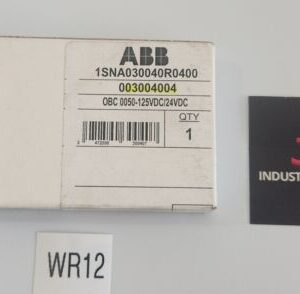 ABB
1SNA030040R0400
003004004
OBC 0050-125VDC/24VDC
QTY
1
WR12
INDUST